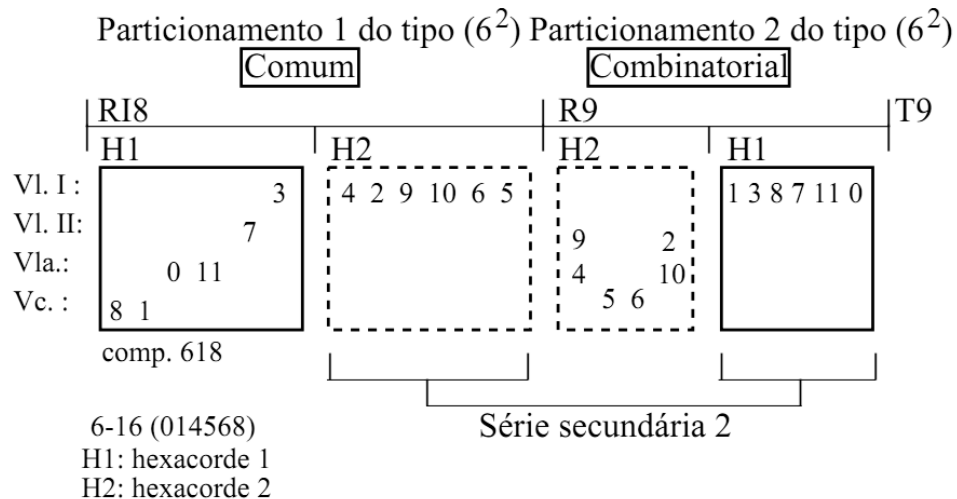 Particionamento 1 do tipo (6²) Particionamento 2 do tipo (6²)
Comum Combinatorial
RI8 R9 T9
H1 H2 H2 H1
Vl. I : 3 4 2 9 10 6 5 1 3 8 7 11 0
Vl. II: 7 9 2
Vla.: 0 11 4 10
Vc. : 8 1 5 6
comp. 618
Série secundária 2
6-16 (014568)
H1: hexacorde 1
H2: hexacorde 2